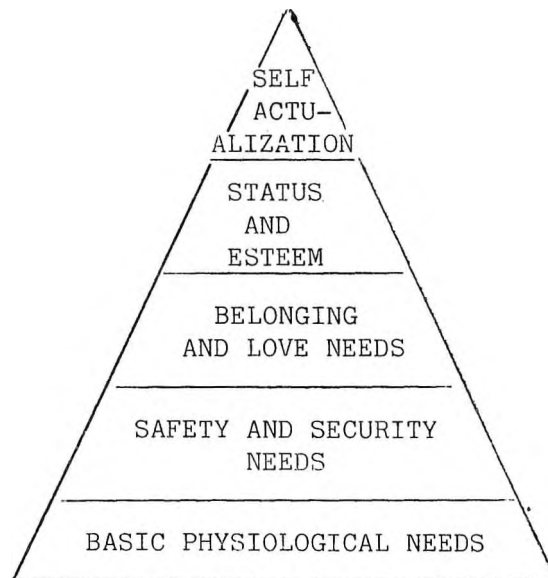 SELF
ACTU-
ALIZATION
STATUS
AND
ESTEEM
BELONGING
AND LOVE NEEDS
SAFETY AND SECURITY
NEEDS
BASIC PHYSIOLOGICAL NEEDS